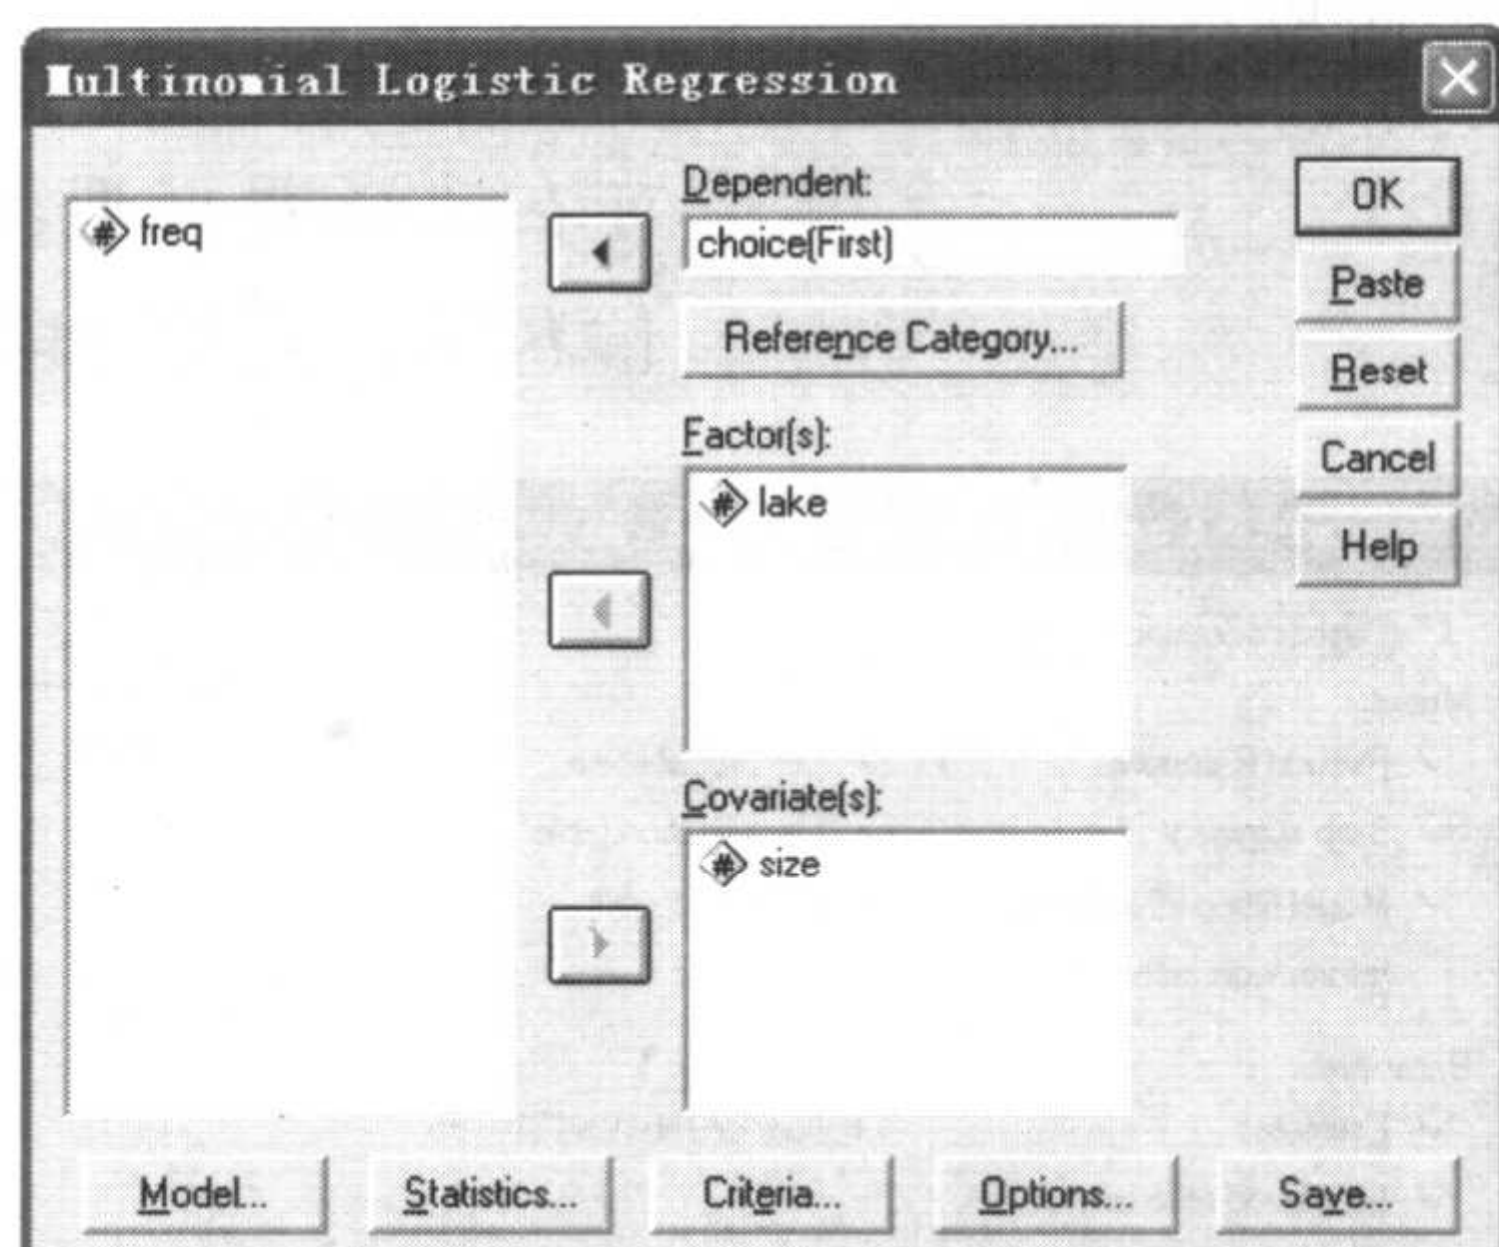 Multinomial Logistic Regression
freq
Dependent:
choice(First)
Reference Category...
Factor(s):
lake
Covariate(s):
size
OK
Paste
Reset
Cancel
Help
Model...
Statistics...
Criteria...
Options...
Save...